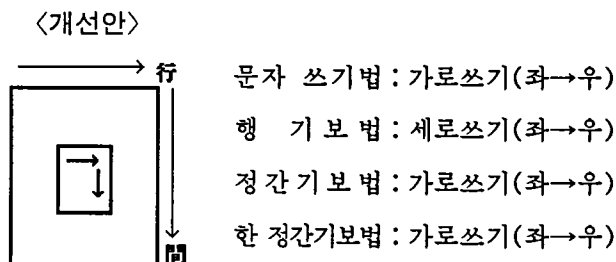 〈개선안〉
行
間
문자 쓰기법 : 가로쓰기(좌→우)
행 기보법 : 세로쓰기(좌→우)
정간기보법 : 가로쓰기(좌→우)
한 정간기보법 : 가로쓰기(좌→우)